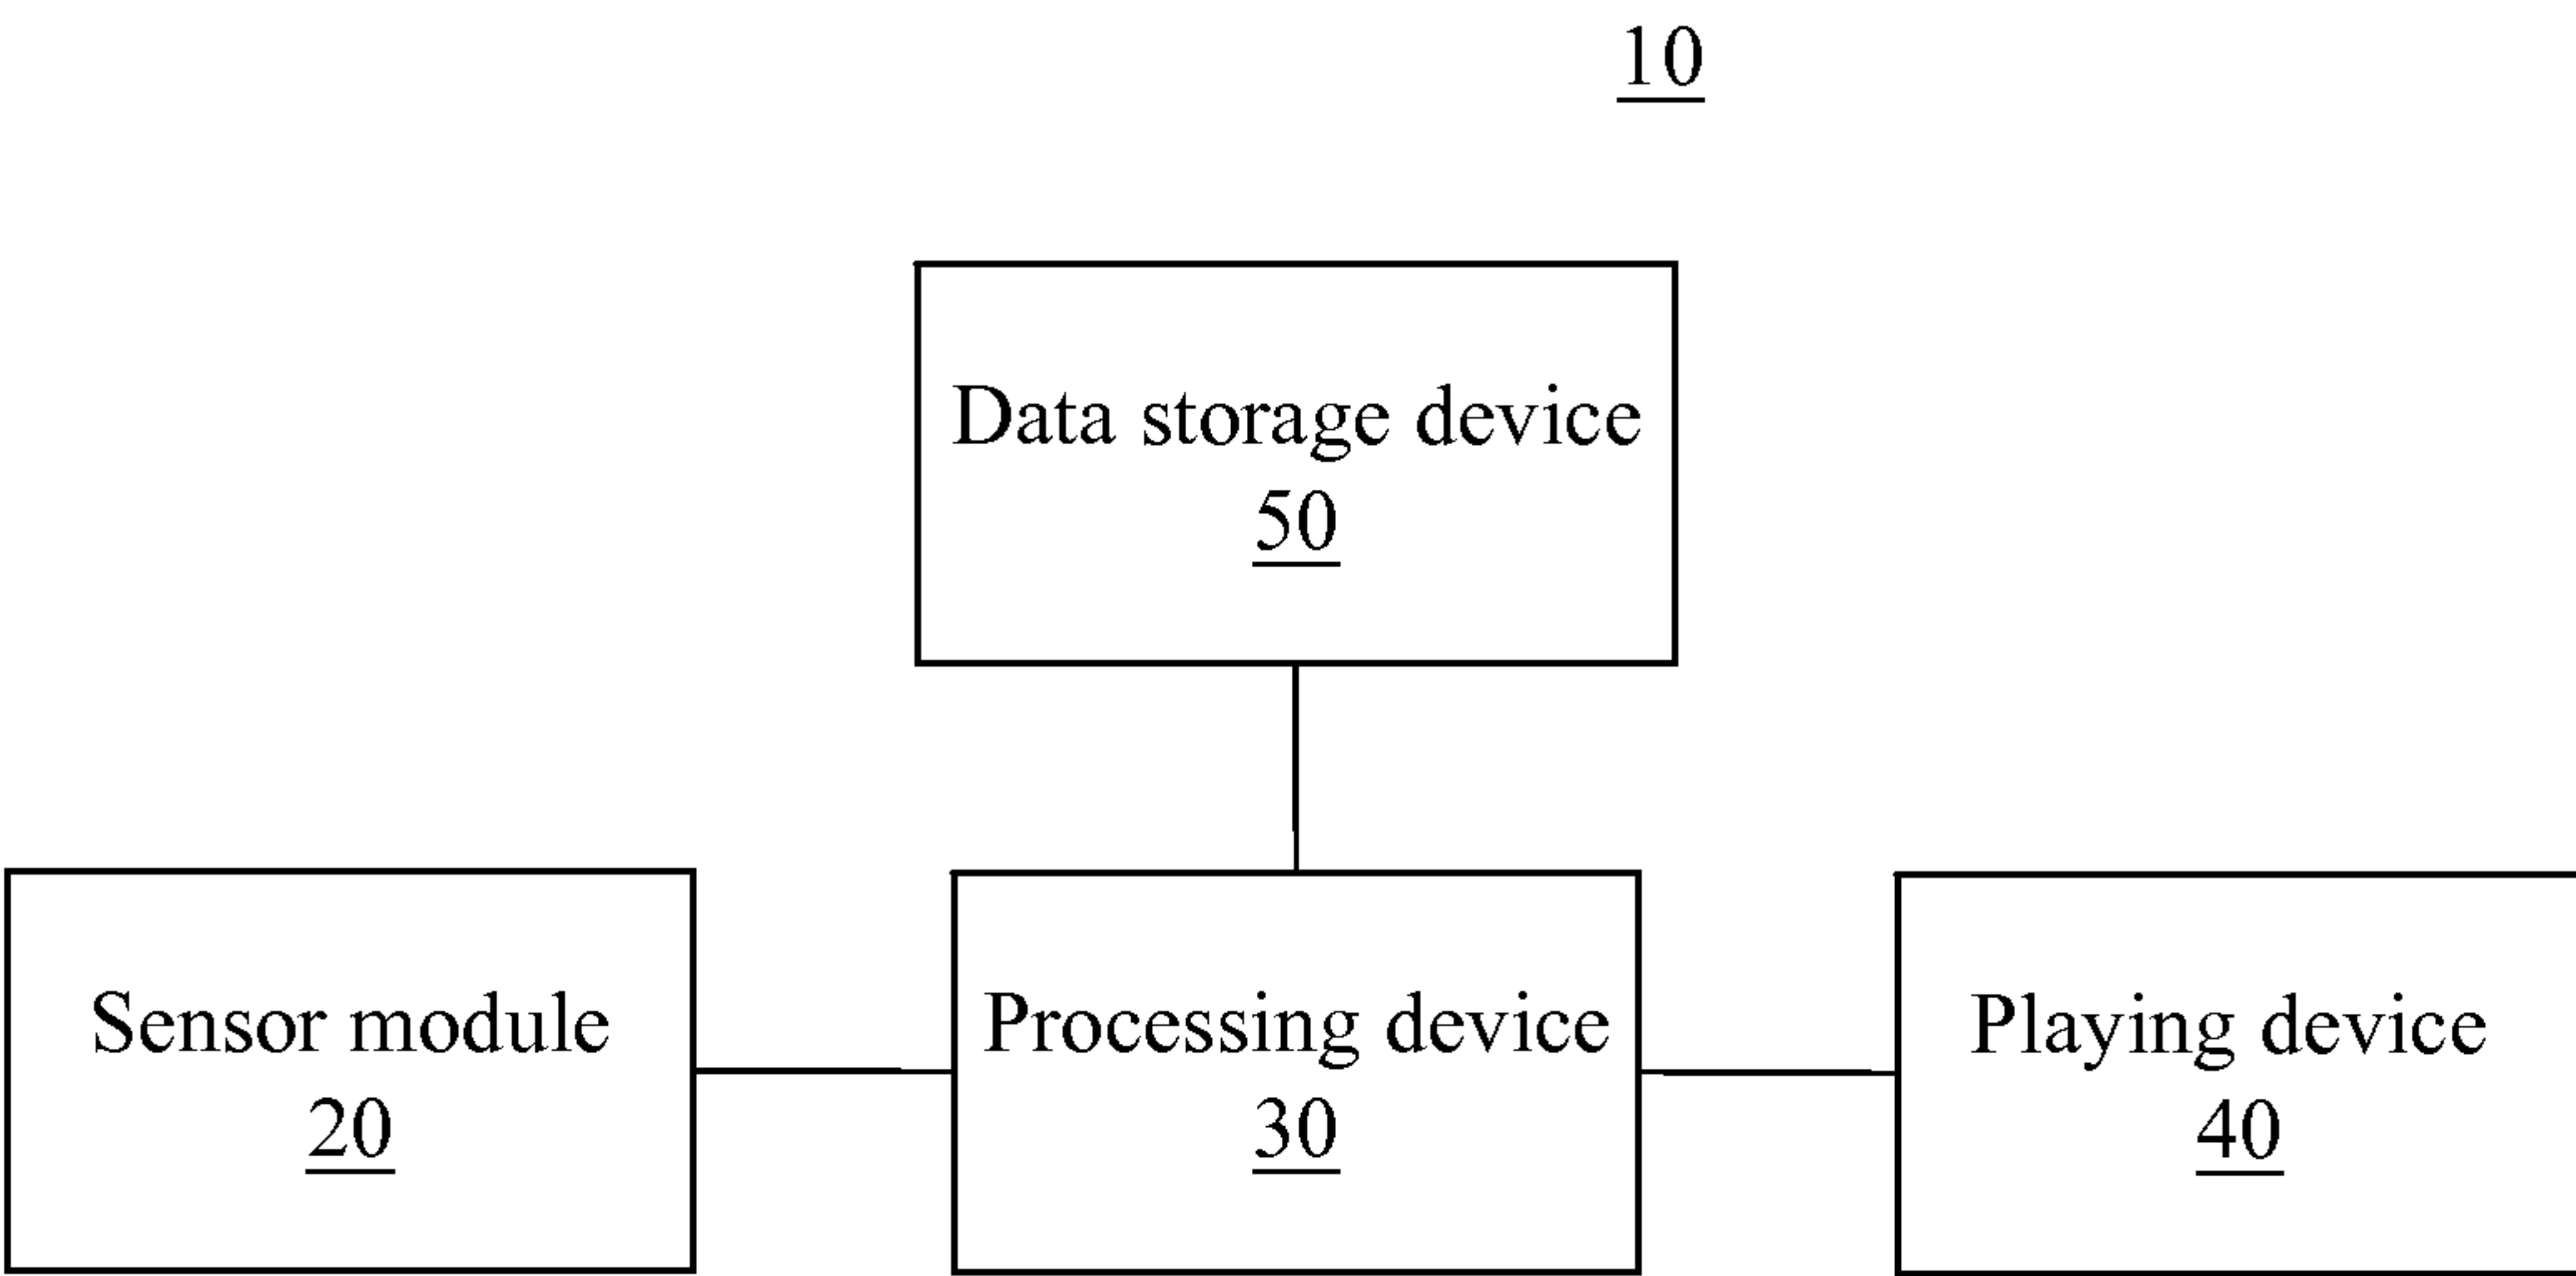 10
Data storage device
50
Sensor module
20
Processing device
30
Playing device
40